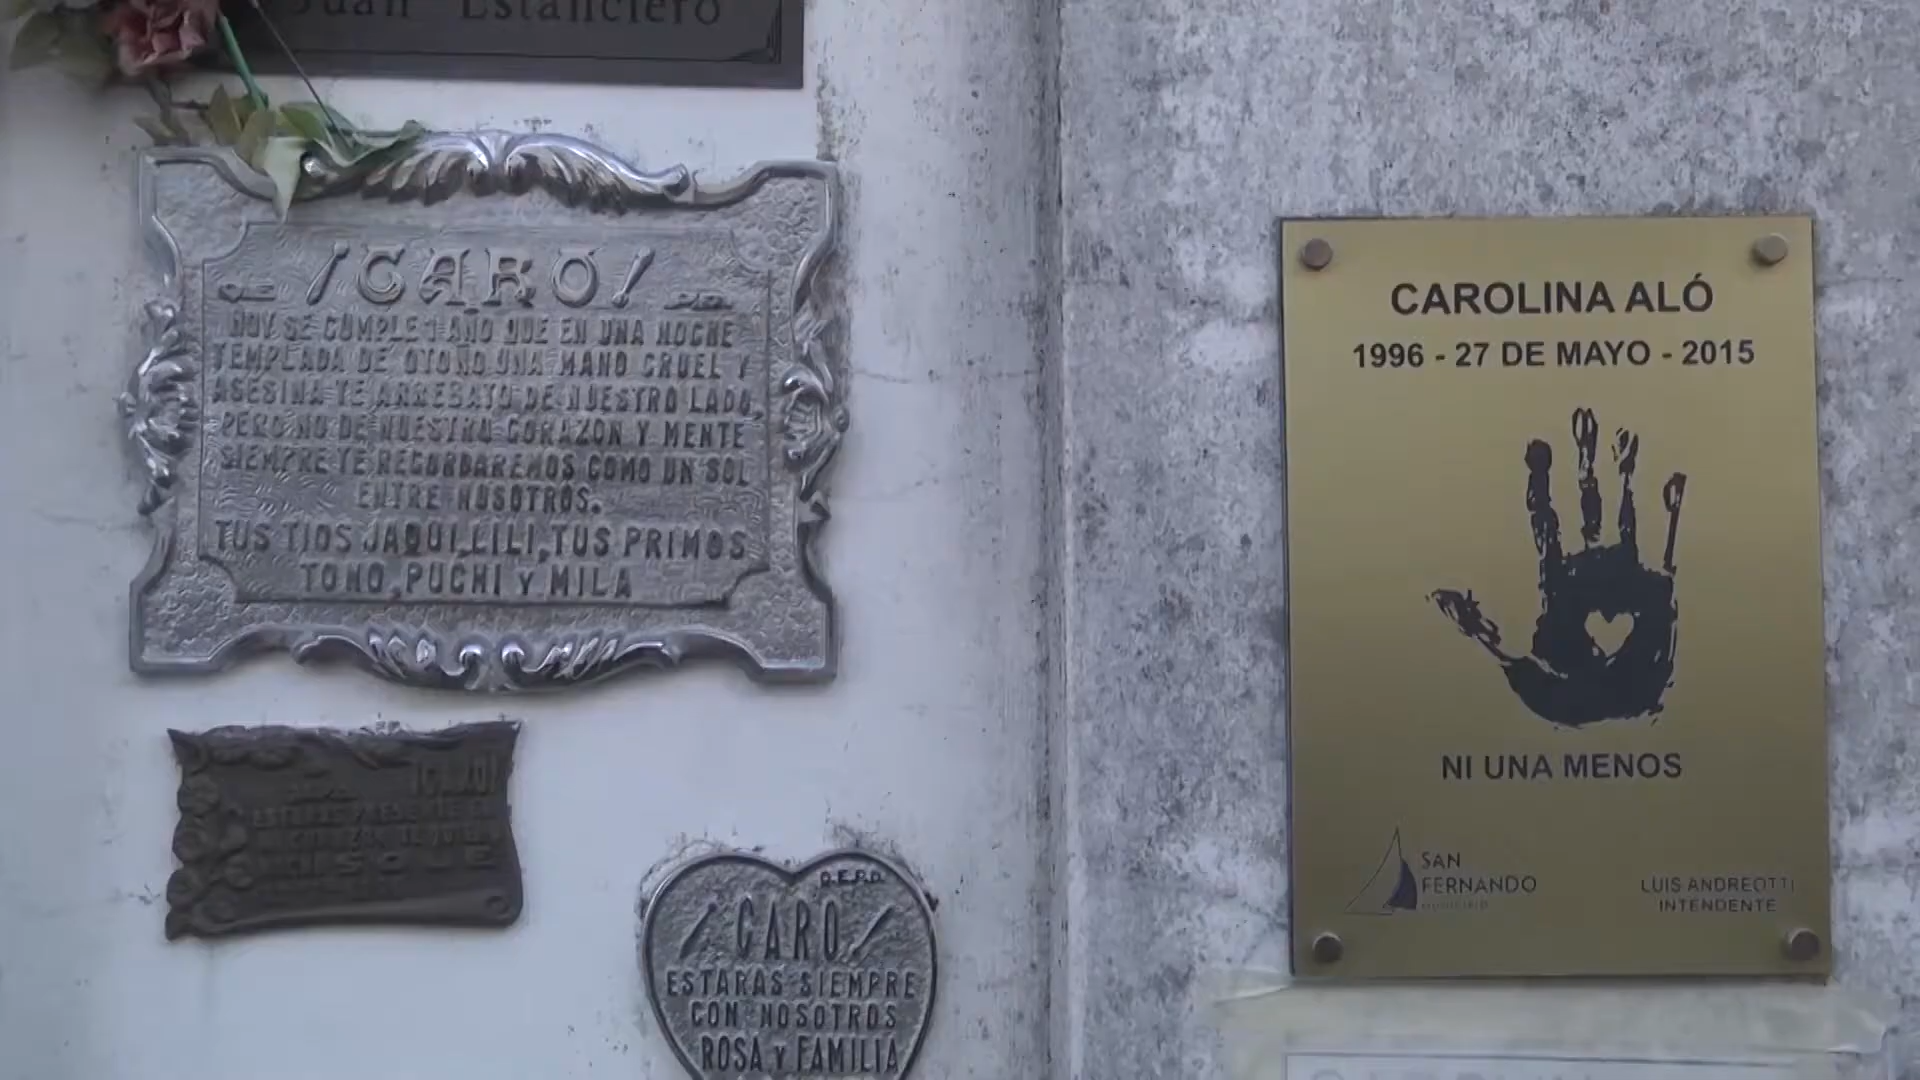 Juan Estanciero
¡CARO!
Q.E. P.D.
HOY SE CUMPLE 1 AÑO QUE EN UNA NOCHE
TEMPLADA DE OTOÑO UNA MANO CRUEL Y
ASESINA TE ARREBATO DE NUESTRO LADO,
PERO NO DE NUESTRO CORAZON Y MENTE
SIEMPRE TE RECORDAREMOS COMO UN SOL
ENTRE NOSOTROS.
TUS TIOS JAQUI, LILI, TUS PRIMOS
TONO, PUCHI Y MILA
¡CARO!
Q.E.P.D.
¡CARO!
ESTARAS SIEMPRE
CON NOSOTROS
ROSA Y FAMILIA
CAROLINA ALÓ
1996 - 27 DE MAYO - 2015
NI UNA MENOS
SAN
FERNANDO
MUNICIPIO
LUIS ANDREOTTI
INTENDENTE